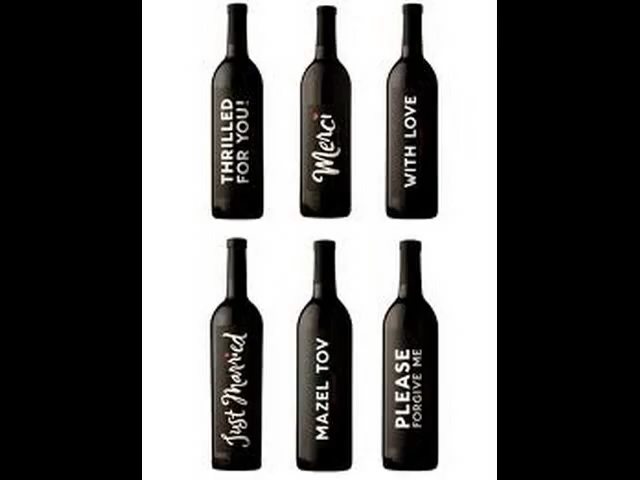 THRILLED
FOR YOU!
Merci
WITH LOVE
Just Married
MAZEL TOV
PLEASE
FORGIVE ME